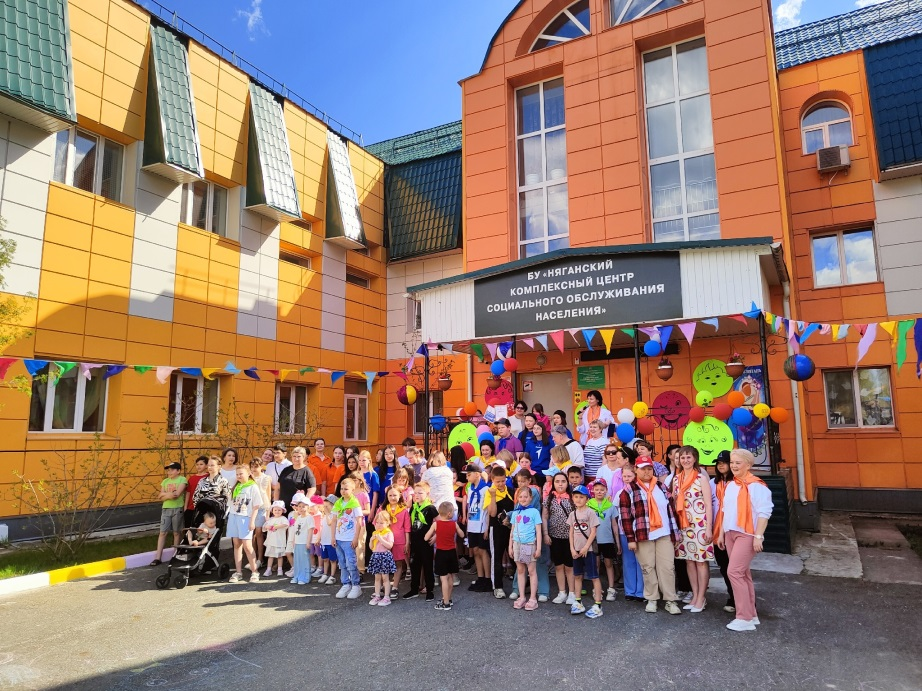 БУ «НЯГАНСКИЙ
КОМПЛЕКСНЫЙ ЦЕНТР
СОЦИАЛЬНОГО ОБСЛУЖИВАНИЯ
НАСЕЛЕНИЯ»